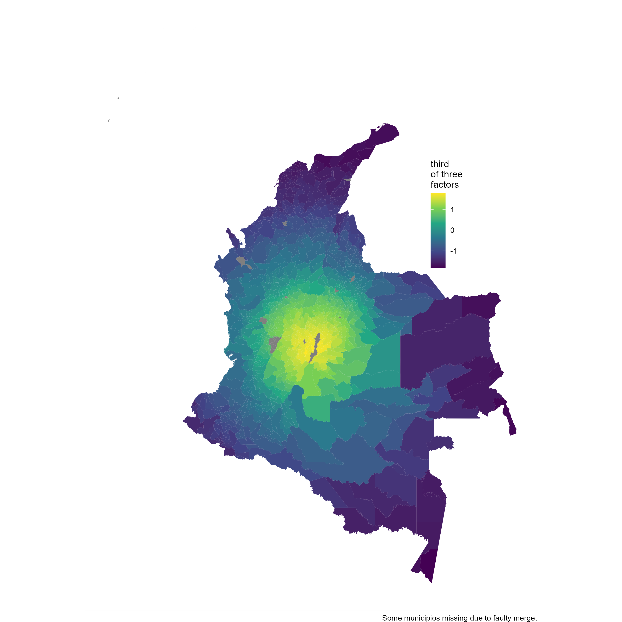 third
of three
factors
1
0
-1
Some municipios missing due to faulty merge.